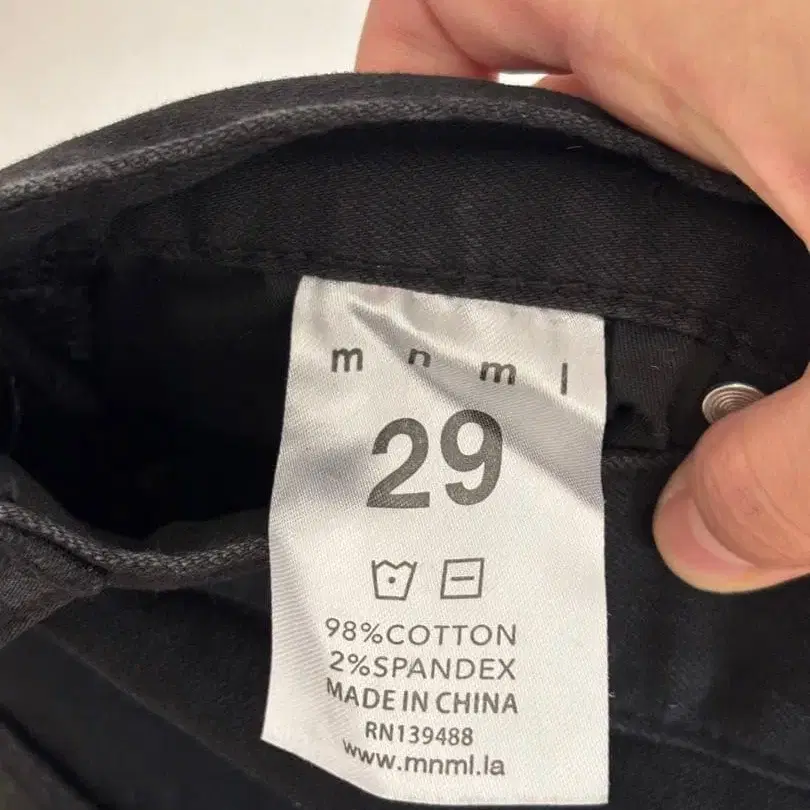 m n m l
29
98%COTTON
2%SPANDEX
MADE IN CHINA
RN139488
www.mnml.la